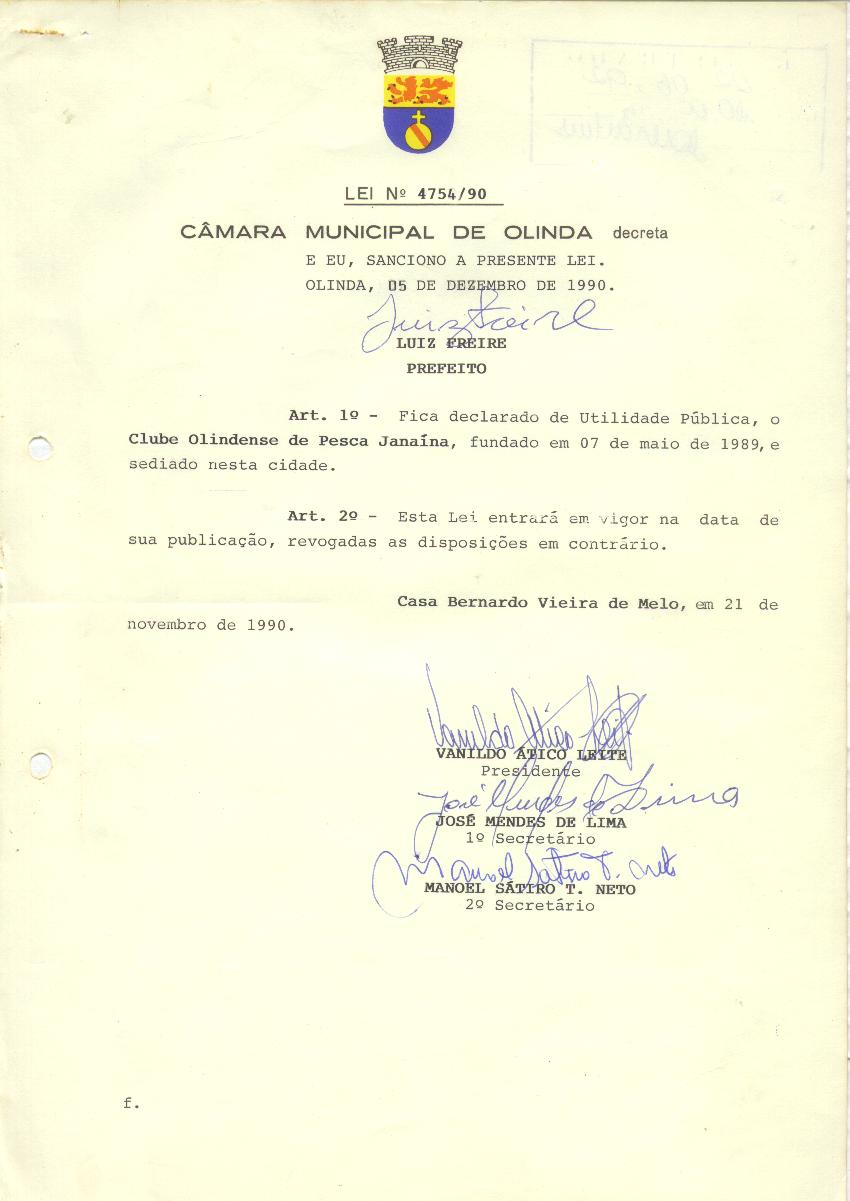 LEI Nº 4754/90
CÂMARA MUNICIPAL DE OLINDA decreta
E EU, SANCIONO A PRESENTE LEI.
OLINDA, 05 DE DEZEMBRO DE 1990.
Luiz Freire
LUIZ FREIRE
PREFEITO
Art. 1º - Fica declarado de Utilidade Pública, o
Clube Olindense de Pesca Janaína, fundado em 07 de maio de 1989, e
sediado nesta cidade.
Art. 2º - Esta Lei entrará em vigor na data de
sua publicação, revogadas as disposições em contrário.
Casa Bernardo Vieira de Melo, em 21 de
novembro de 1990.
Vanildo Ático Leite
VANILDO ÁTICO LEITE
Presidente
José Mendes de Lima
JOSÉ MENDES DE LIMA
1º Secretário
Manoel Sátiro T. Neto
MANOEL SÁTIRO T. NETO
2º Secretário
f.